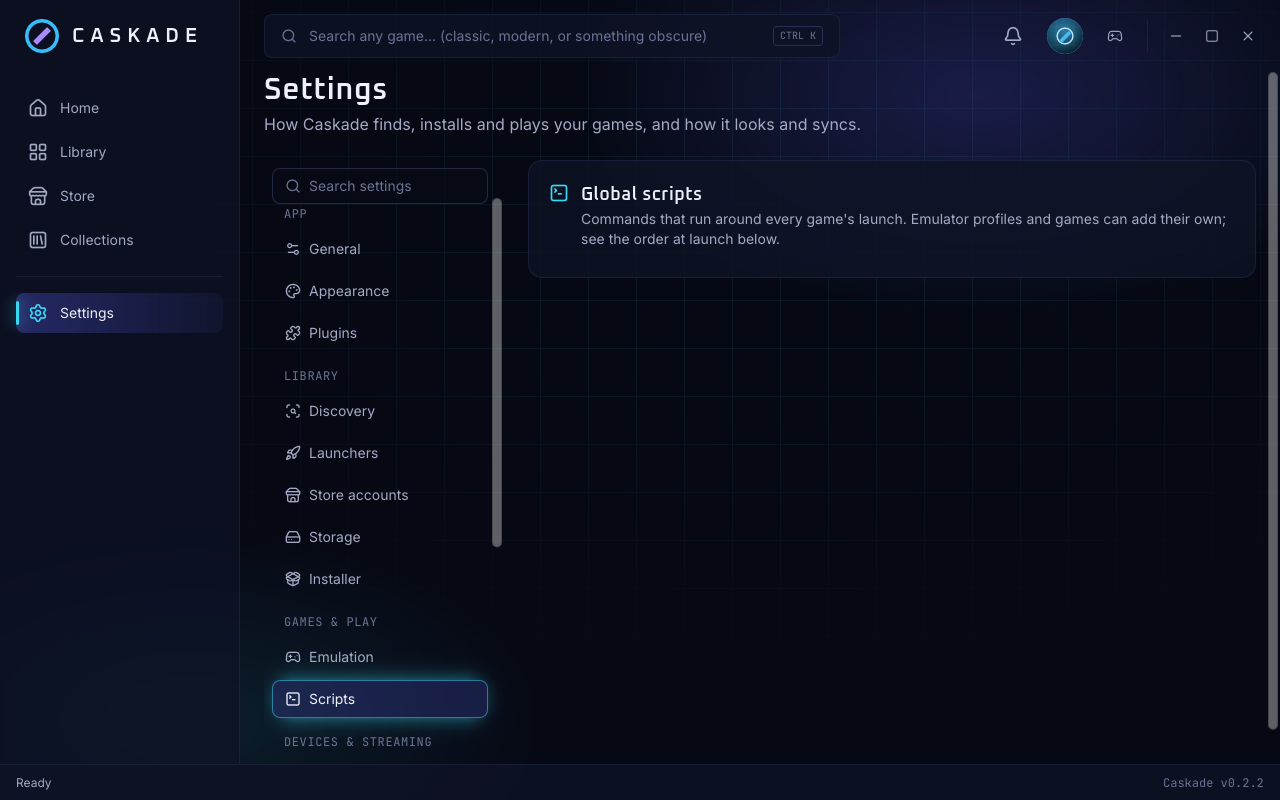 CASKADE
Search any game... (classic, modern, or something obscure)
CTRL K
Home
Library
Store
Collections
Settings
Settings
How Caskade finds, installs and plays your games, and how it looks and syncs.
Search settings
APP
General
Appearance
Plugins
LIBRARY
Discovery
Launchers
Store accounts
Storage
Installer
GAMES & PLAY
Emulation
Scripts
DEVICES & STREAMING
Global scripts
Commands that run around every game's launch. Emulator profiles and games can add their own;
see the order at launch below.
Ready
Caskade v0.2.2